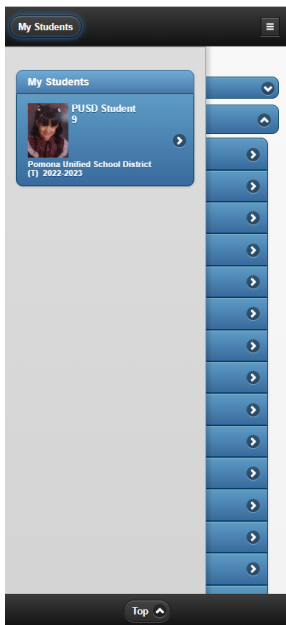 My Students
My Students
PUSD Student
9
Pomona Unified School District
(T) 2022-2023
Top